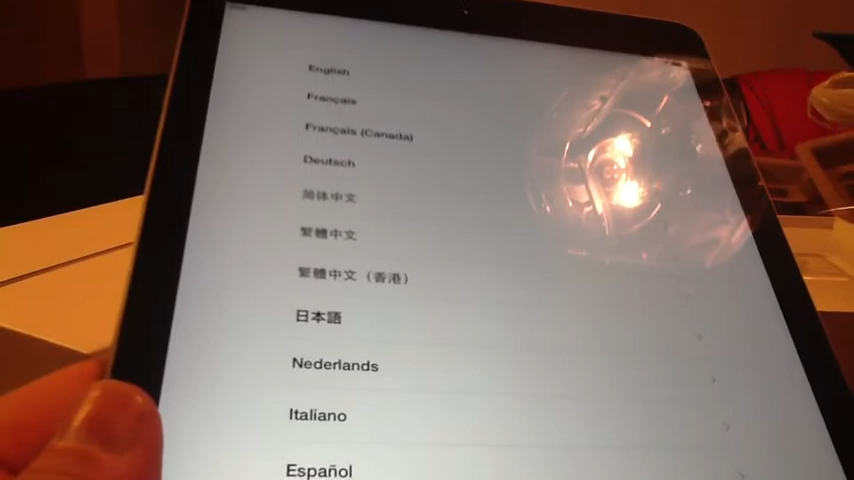 English
Français
Français (Canada)
Deutsch
简体中文
繁體中文
繁體中文（香港）
日本語
Nederlands
Italiano
Español